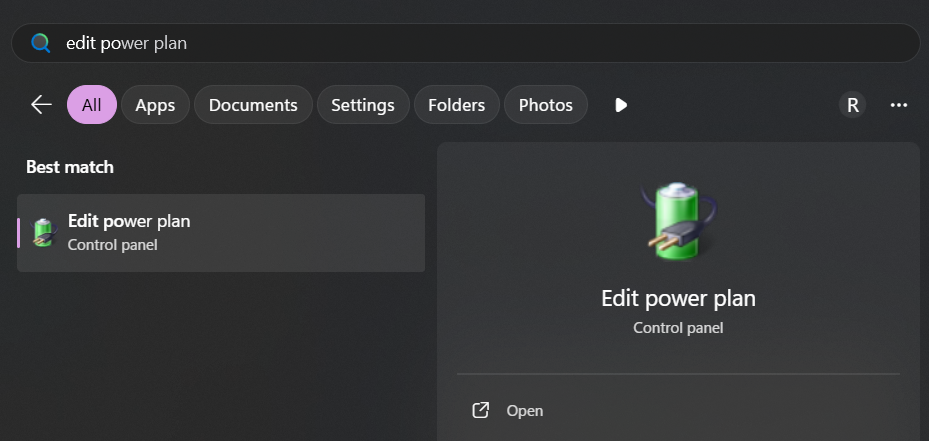 edit power plan
All Apps Documents Settings Folders Photos R
Best match
Edit power plan
Control panel
Edit power plan
Control panel
Open